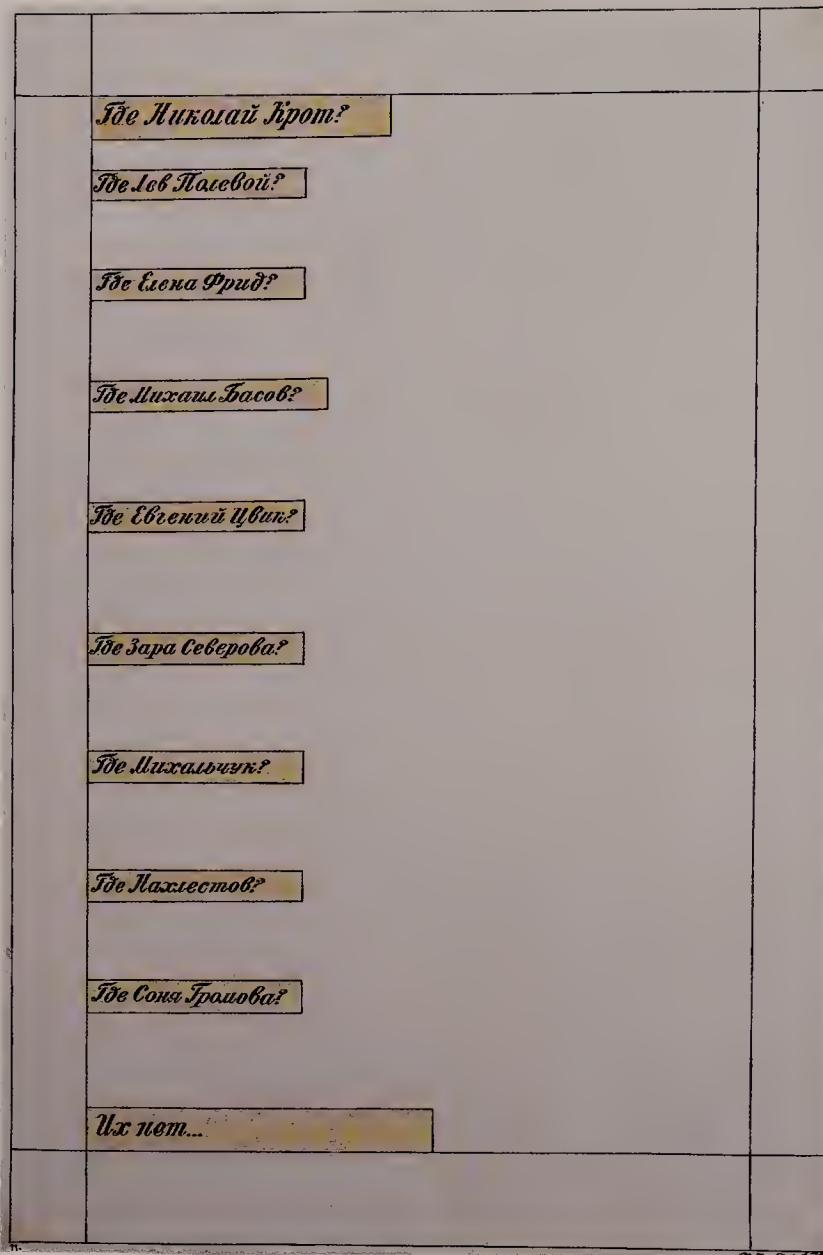 Где Николай Крот?
Где Лев Полевой?
Где Елена Фрид?
Где Михаил Басов?
Где Евгений Цвик?
Где Зара Северова?
Где Михальчук?
Где Нахлестов?
Где Соня Громова?
Их нет...